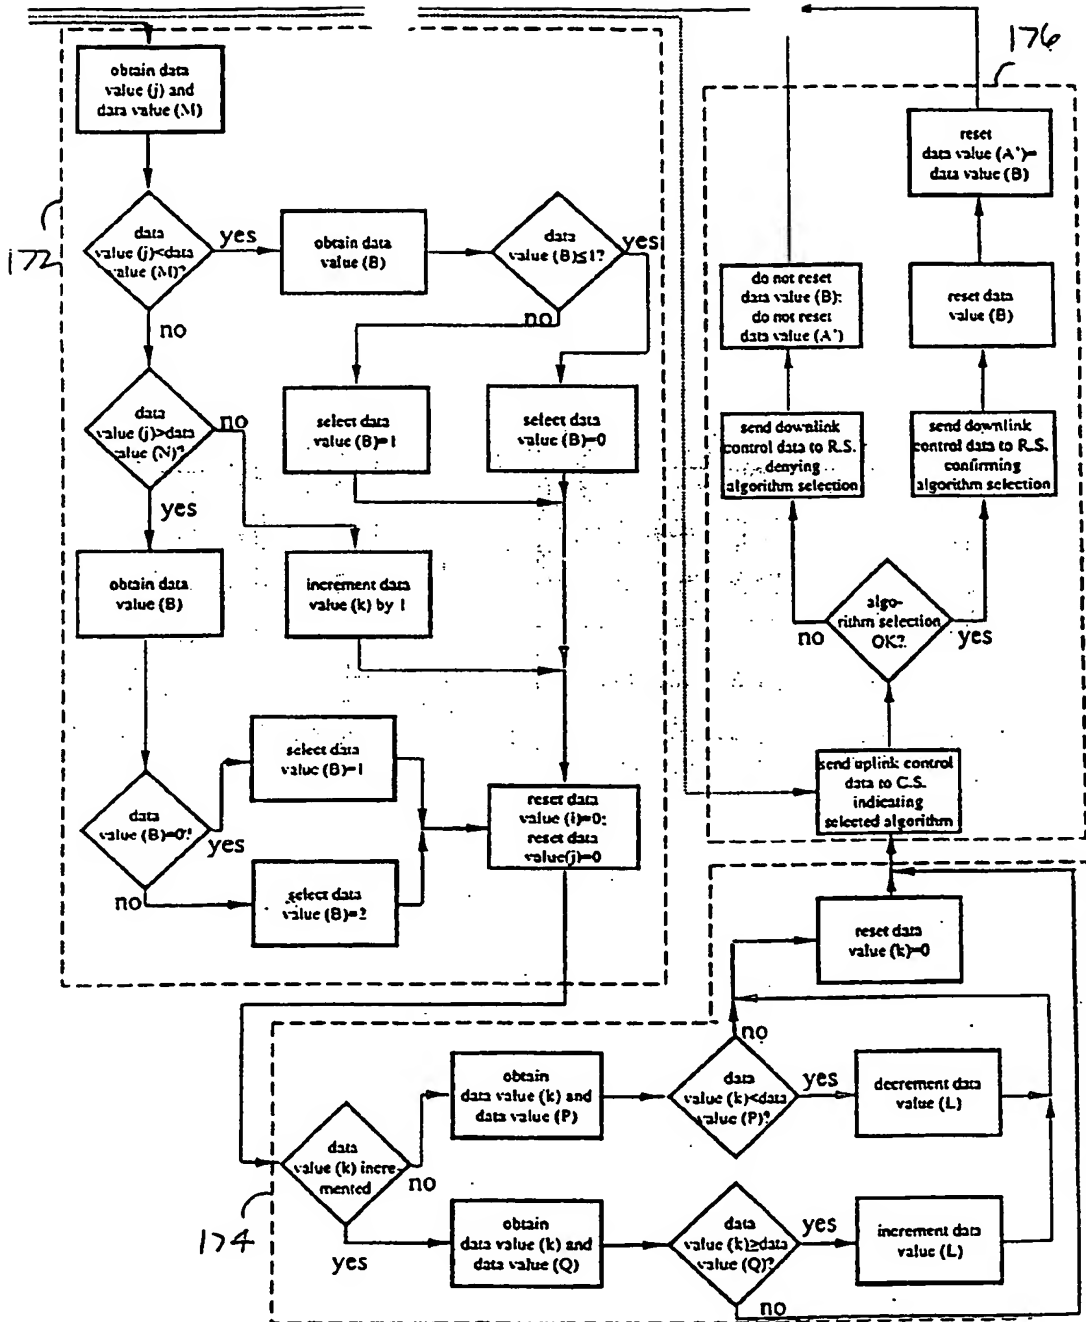 176
obtain data
value (j) and
data value (M)
reset
data value (A')=
data value (B)
172
data
value (j)<data
value (M)?
yes
obtain data
value (B)
data
value (B)≤1?
yes
no
no
do not reset
data value (B);
do not reset
data value (A')
reset data
value (B)
data
value (j)>data
value (N)?
no
yes
select data
value (B)=1
select data
value (B)=0
send downlink
control data to R.S.
denying
algorithm selection
send downlink
control data to R.S.
confirming
algorithm selection
obtain data
value (B)
increment data
value (k) by 1
algo-
rithm selection
OK?
no
yes
data
value (B)=0?
yes
no
select data
value (B)=1
select data
value (B)=2
reset data
value (i)=0;
reset data
value(j)=0
send uplink control
data to C.S.
indicating
selected algorithm
reset data
value (k)=0
174
data
value (k) incre-
mented
no
yes
obtain
data value (k) and
data value (P)
data
value (k)<data
value (P)?
no
yes
decrement data
value (L)
obtain
data value (k) and
data value (Q)
data
value (k)≥data
value (Q)?
yes
no
increment data
value (L)